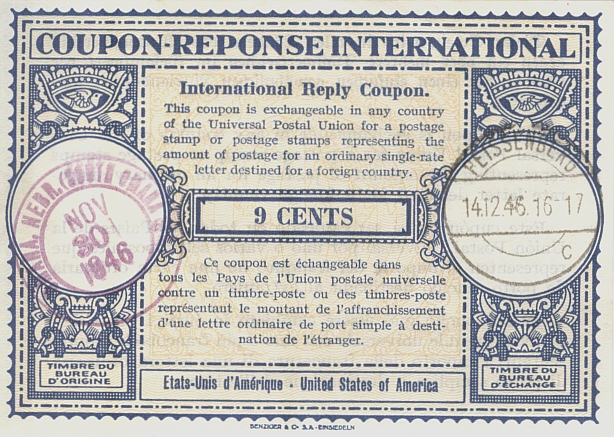 COUPON-REPONSE INTERNATIONAL
International Reply Coupon.
This coupon is exchangeable in any country
of the Universal Postal Union for a postage
stamp or postage stamps representing the
amount of postage for an ordinary single-rate
letter destined for a foreign country.
9 CENTS
Ce coupon est échangeable dans
tous les Pays de l'Union postale universelle
contre un timbre-poste ou des timbres-poste
représentant le montant de l'affranchissement
d'une lettre ordinaire de port simple à desti-
nation de l'étranger.
Etats-Unis d'Amérique - United States of America
NEBR. (SOUTH OMAHA
NOV
30
1946
TIMBRE DU
BUREAU
D'ORIGINE
PEISSENBERG
14.12.46.16-17
C
TIMBRE DU
BUREAU
D'ÉCHANGE
BENZIGER & Co S.A. EINSIEDELN